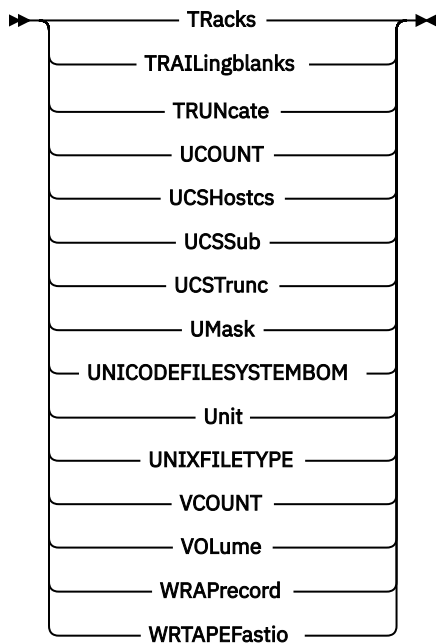 TRacks
TRAILingblanks
TRUNcate
UCOUNT
UCSHostcs
UCSSub
UCSTrunc
UMask
UNICODEFILESYSTEMBOM
Unit
UNIXFILETYPE
VCOUNT
VOLume
WRAPrecord
WRTAPEFastio